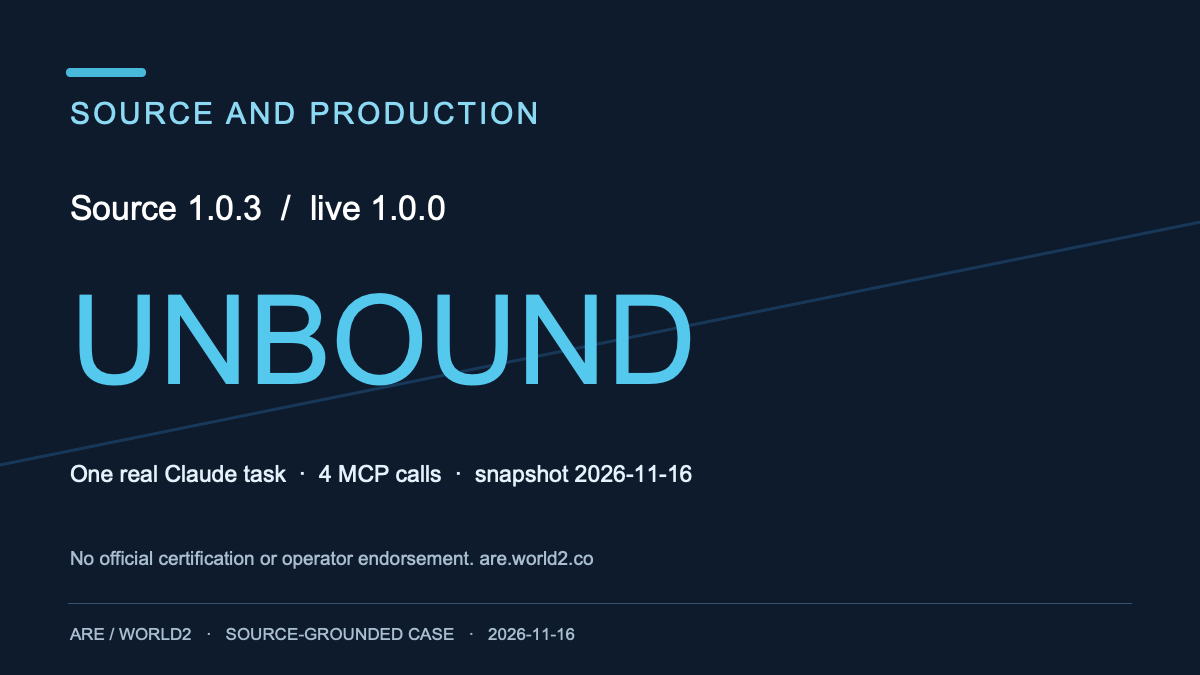 SOURCE AND PRODUCTION
Source 1.0.3 / live 1.0.0
UNBOUND
One real Claude task · 4 MCP calls · snapshot 2026-11-16
No official certification or operator endorsement. are.world2.co
ARE / WORLD2 · SOURCE-GROUNDED CASE · 2026-11-16